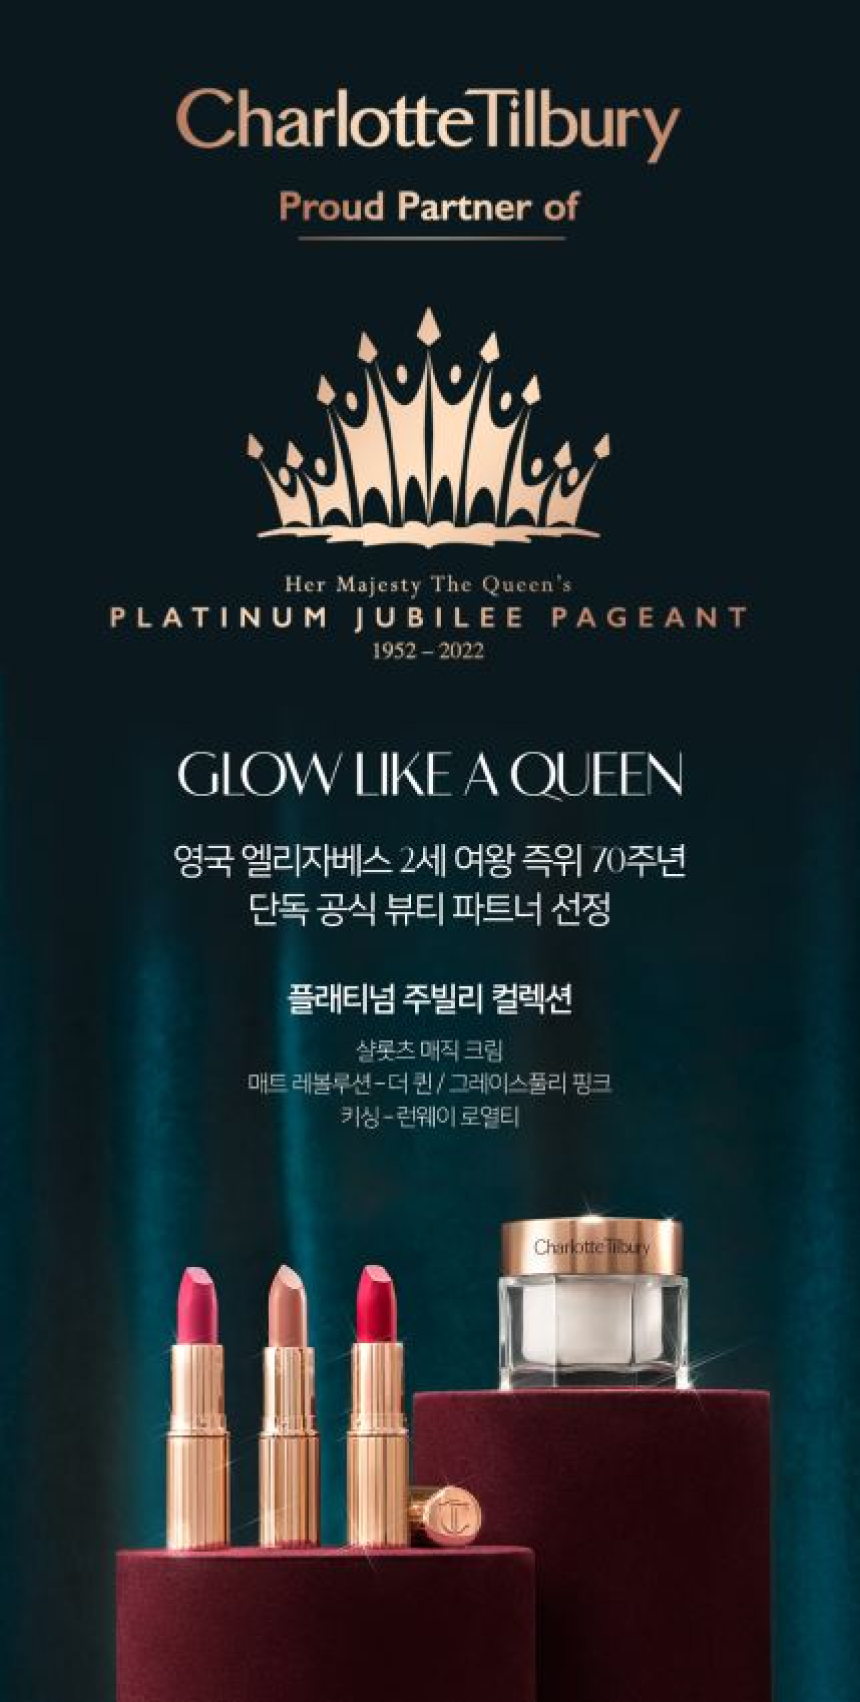 Charlotte Tilbury
Proud Partner of
Her Majesty The Queen's
PLATINUM JUBILEE PAGEANT
1952 – 2022
GLOW LIKE A QUEEN
영국 엘리자베스 2세 여왕 즉위 70주년
단독 공식 뷰티 파트너 선정
플래티넘 주빌리 컬렉션
샬롯츠 매직 크림
매트 레볼루션-더 퀸 / 그레이스풀리 핑크
키싱-런웨이 로열티
Charlotte Tilbury
CT